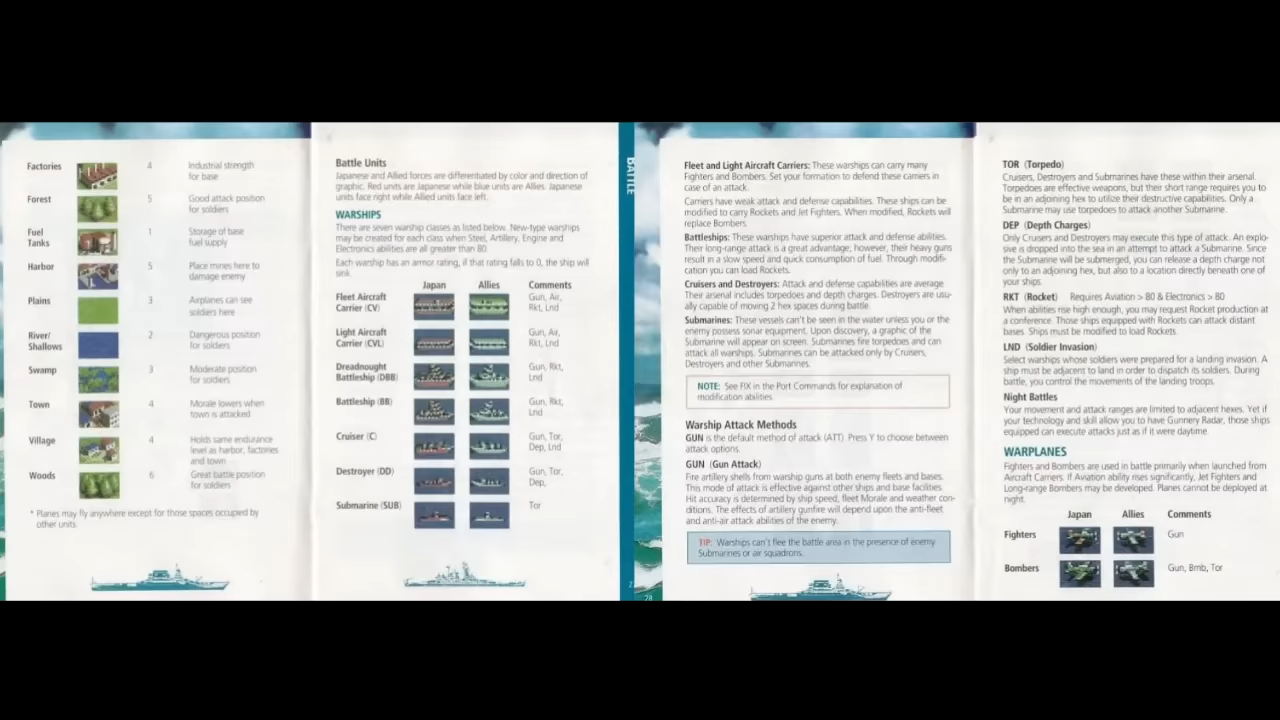 Factories 4 Industrial strength
for base
Forest 5 Good attack position
for soldiers
Fuel Tanks 1 Storage of base
fuel supply
Harbor 5 Place mines here to
damage enemy
Plains 3 Airplanes can see
soldiers here
River/ Shallows 2 Dangerous position
for soldiers
Swamp 3 Moderate position
for soldiers
Town 4 Morale lowers when
town is attacked
Village 4 Holds same endurance
level as harbor, factories
and town
Woods 6 Great battle position
for soldiers
* Planes may fly anywhere except for those spaces occupied by
other units.
Battle Units
Japanese and Allied forces are differentiated by color and direction of
graphic. Red units are Japanese while blue units are Allies. Japanese
units face right while Allied units face left.
WARSHIPS
There are seven warship classes as listed below. New-type warships
may be created for each class when Steel, Artillery, Engine and
Electronics abilities are all greater than 80.
Each warship has an armor rating, if that rating falls to 0, the ship will
sink.
Japan Allies Comments
Fleet Aircraft Gun, Air,
Carrier (CV) Rkt, Lnd
Light Aircraft Gun, Air,
Carrier (CVL) Rkt, Lnd
Dreadnought Gun, Rkt,
Battleship (DBB) Lnd
Battleship (BB) Gun, Rkt,
Lnd
Cruiser (C) Gun, Tor,
Dep, Lnd
Destroyer (DD) Gun, Tor,
Dep,
Submarine (SUB) Tor
BATTLE
Fleet and Light Aircraft Carriers: These warships can carry many
Fighters and Bombers. Set your formation to defend these carriers in
case of an attack.
Carriers have weak attack and defense capabilities. These ships can be
modified to carry Rockets and Jet Fighters. When modified, Rockets will
replace Bombers.
Battleships: These warships have superior attack and defense abilities.
Their long-range attack is a great advantage, however, their heavy guns
result in a slow speed and quick consumption of fuel. Through modifi-
cation you can load Rockets.
Cruisers and Destroyers: Attack and defense capabilities are average.
Their arsenal includes torpedoes and depth charges. Destroyers are usu-
ally capable of moving 2 hex spaces during battle.
Submarines: These vessels can't be seen in the water unless you or the
enemy possess sonar equipment. Upon discovery, a graphic of the
Submarine will appear on screen. Submarines fire torpedoes and can
attack all warships. Submarines can be attacked only by Cruisers,
Destroyers and other Submarines.
NOTE: See FIX in the Port Commands for explanation of
modification abilities.
Warship Attack Methods
GUN is the default method of attack (ATT). Press Y to choose between
attack options.
GUN (Gun Attack)
Fire artillery shells from warship guns at both enemy fleets and bases.
This mode of attack is effective against other ships and base facilities.
Hit accuracy is determined by ship speed, fleet Morale and weather con-
ditions. The effects of artillery gunfire will depend upon the anti-fleet
and anti-air attack abilities of the enemy.
TIP: Warships can't flee the battle area in the presence of enemy
Submarines or air squadrons.
28
TOR (Torpedo)
Cruisers, Destroyers and Submarines have these within their arsenal.
Torpedoes are effective weapons, but their short range requires you to
be in an adjoining hex to utilize their destructive capabilities. Only a
Submarine may use torpedoes to attack another Submarine.
DEP (Depth Charges)
Only Cruisers and Destroyers may execute this type of attack. An explo-
sive is dropped into the sea in an attempt to attack a Submarine. Since
the Submarine will be submerged, you can release a depth charge not
only to an adjoining hex, but also to a location directly beneath one of
your ships.
RKT (Rocket) Requires Aviation > 80 & Electronics > 80
When abilities rise high enough, you may request Rocket production at
a conference. Those ships equipped with Rockets can attack distant
bases. Ships must be modified to load Rockets.
LND (Soldier Invasion)
Select warships whose soldiers were prepared for a landing invasion. A
ship must be adjacent to land in order to dispatch its soldiers. During
battle, you control the movements of the landing troops.
Night Battles
Your movement and attack ranges are limited to adjacent hexes. Yet if
your technology and skill allow you to have Gunnery Radar, those ships
equipped can execute attacks just as if it were daytime.
WARPLANES
Fighters and Bombers are used in battle primarily when launched from
Aircraft Carriers. If Aviation ability rises significantly, Jet Fighters and
Long-range Bombers may be developed. Planes cannot be deployed at
night.
Japan Allies Comments
Fighters Gun
Bombers Gun, Bmb, Tor